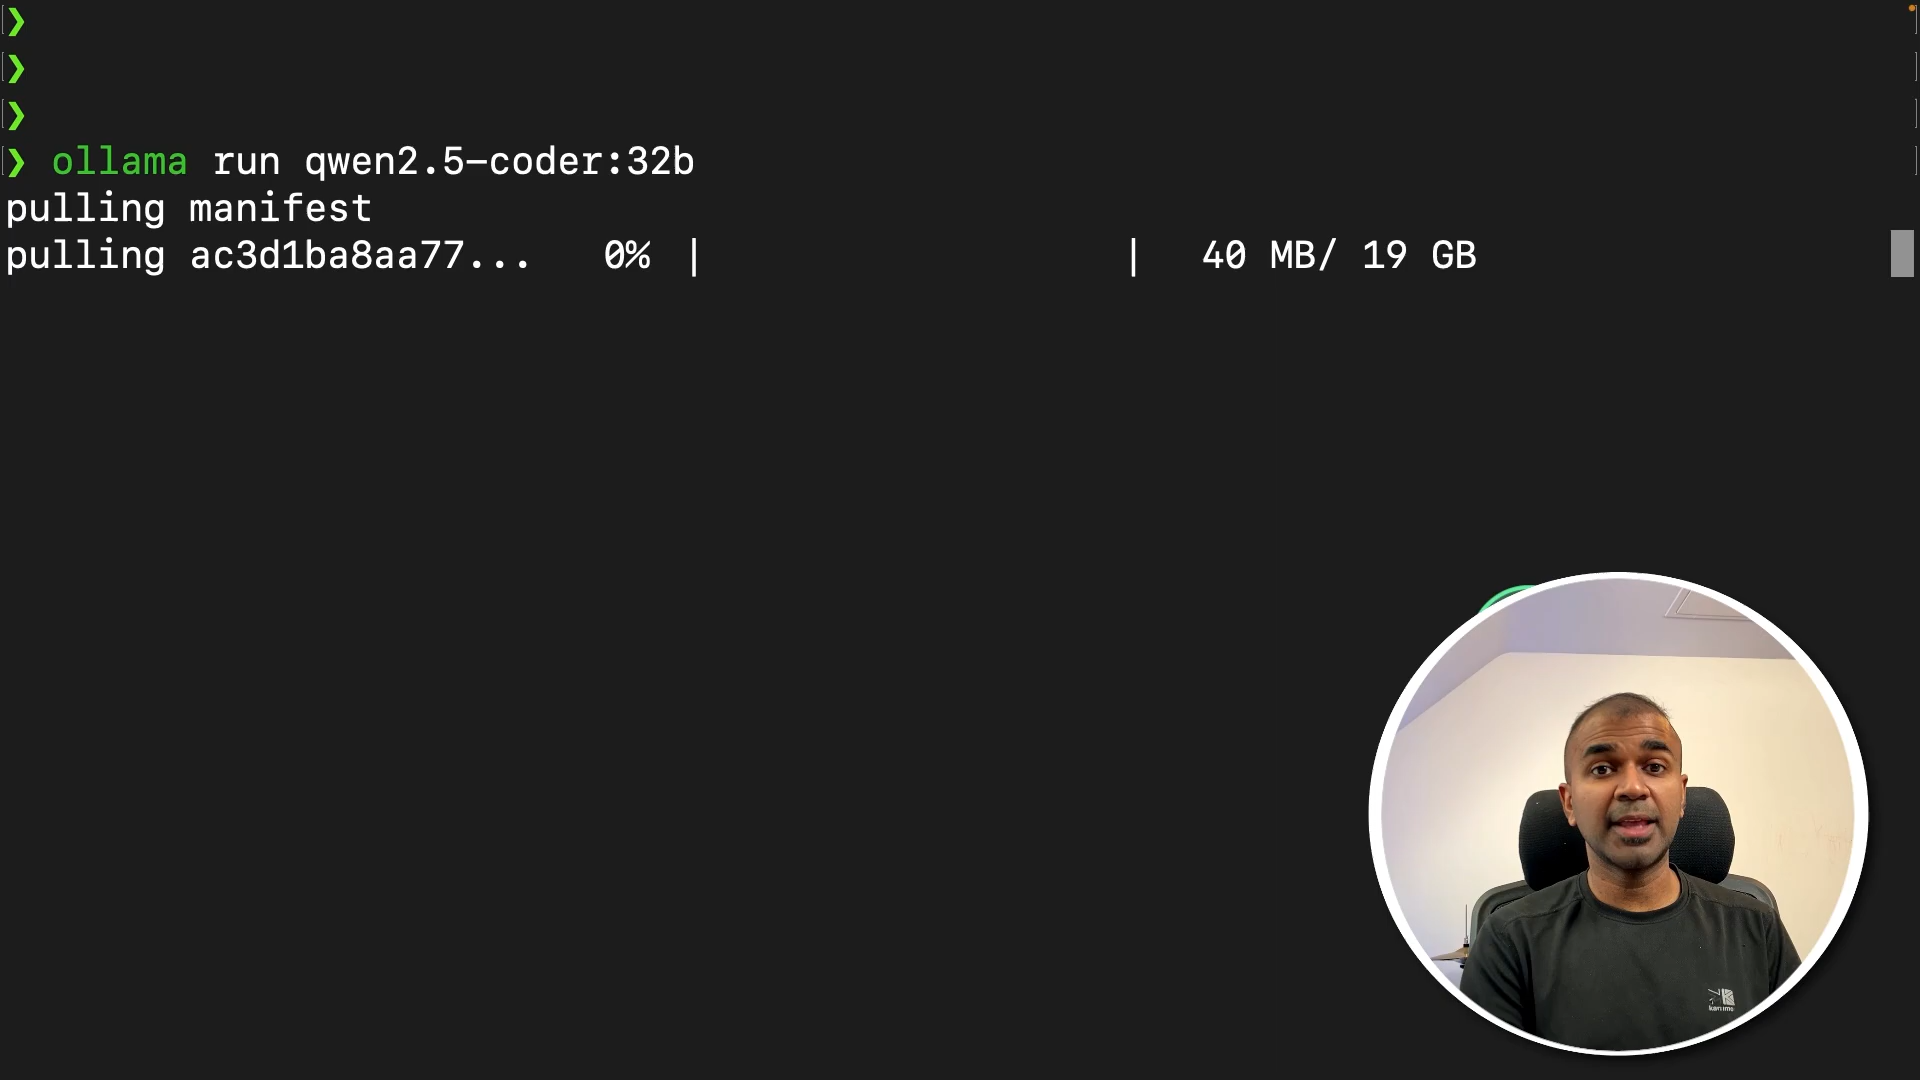 ❯
❯
❯
❯ ollama run qwen2.5-coder:32b
pulling manifest
pulling ac3d1ba8aa77...   0% |                   |   40 MB/ 19 GB